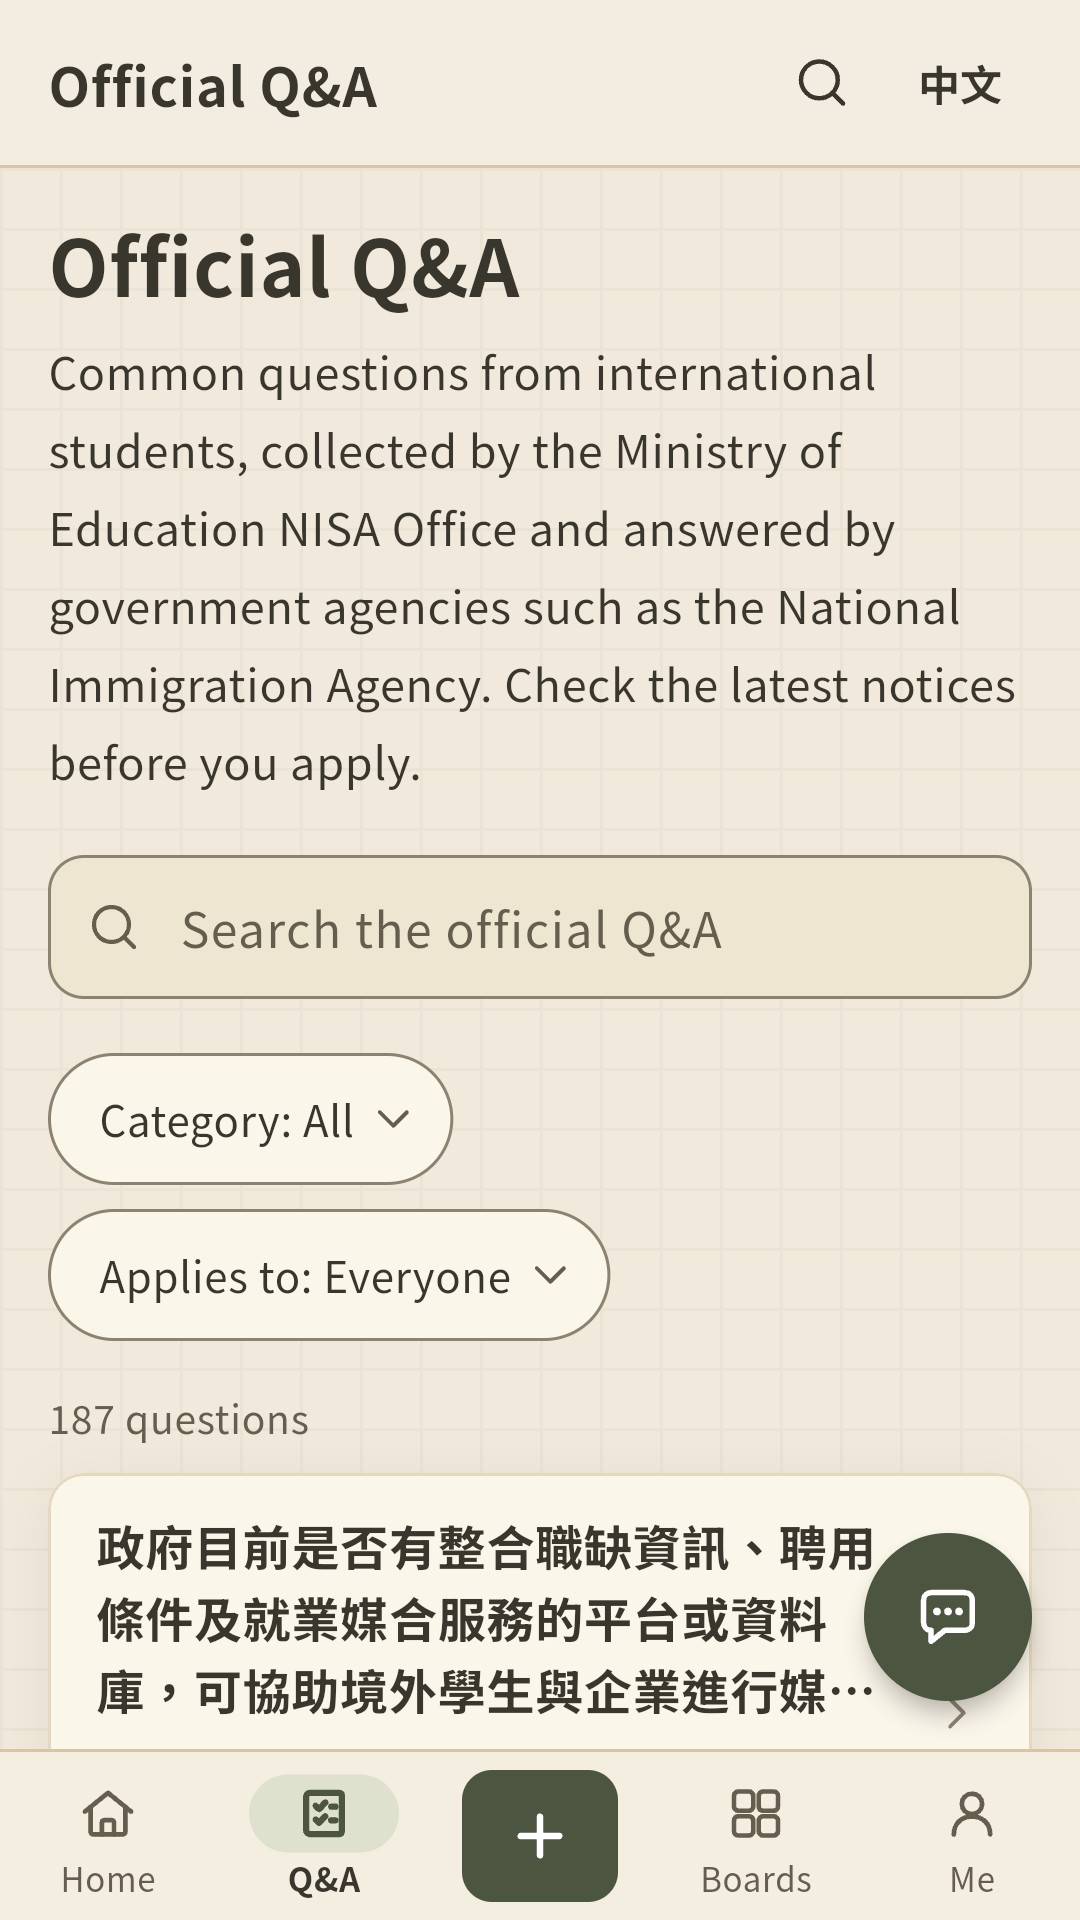 Official Q&A
中文
Official Q&A
Common questions from international
students, collected by the Ministry of
Education NISA Office and answered by
government agencies such as the National
Immigration Agency. Check the latest notices
before you apply.
Search the official Q&A
Category: All
Applies to: Everyone
187 questions
政府目前是否有整合職缺資訊、聘用
條件及就業媒合服務的平台或資料
庫，可協助境外學生與企業進行媒…
Home
Q&A
Boards
Me